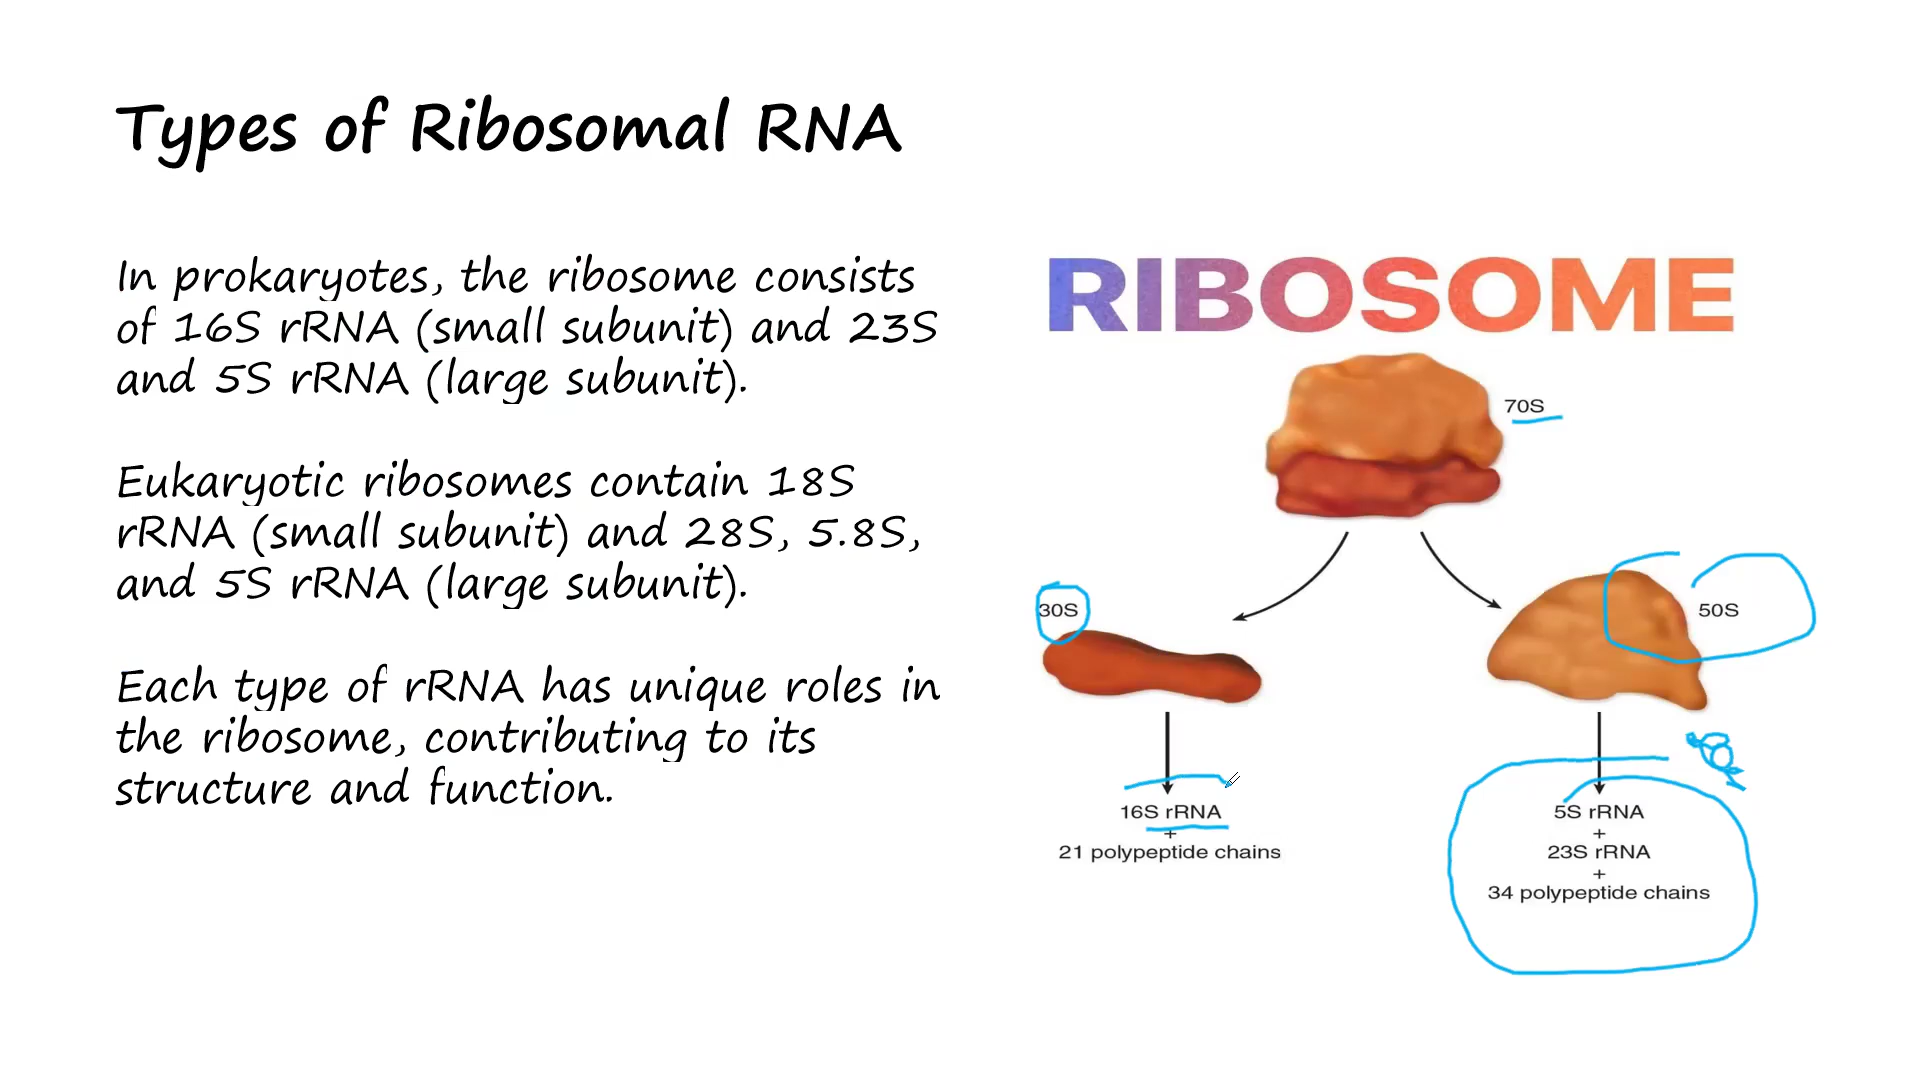 Types of Ribosomal RNA
In prokaryotes, the ribosome consists
of 16S rRNA (small subunit) and 23S
and 5S rRNA (large subunit).
Eukaryotic ribosomes contain 18S
rRNA (small subunit) and 28S, 5.8S,
and 5S rRNA (large subunit).
Each type of rRNA has unique roles in
the ribosome, contributing to its
structure and function.
RIBOSOME
70S
30S
50S
16S rRNA
+
21 polypeptide chains
5S rRNA
+
23S rRNA
+
34 polypeptide chains